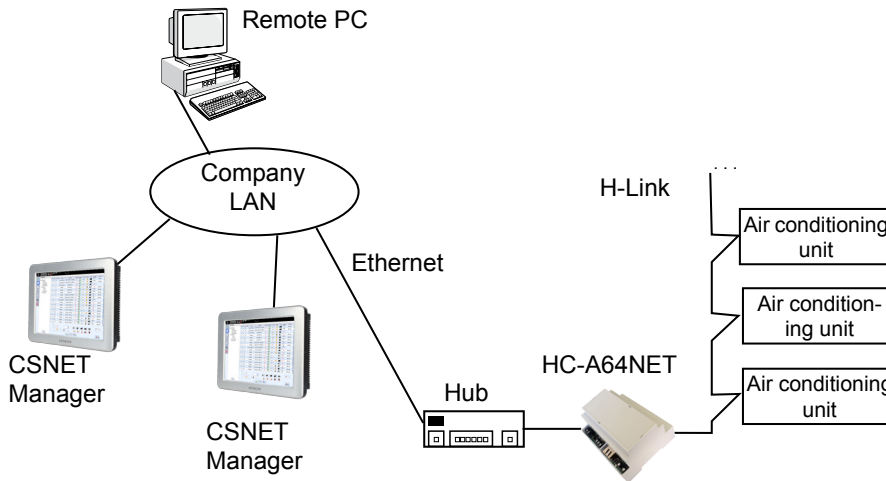 Remote PC
Company
LAN
H-Link
. . .
Air conditioning
unit
Ethernet
Air condition-
ing unit
CSNET
Manager
HC-A64NET
Hub
Air conditioning
unit
CSNET
Manager